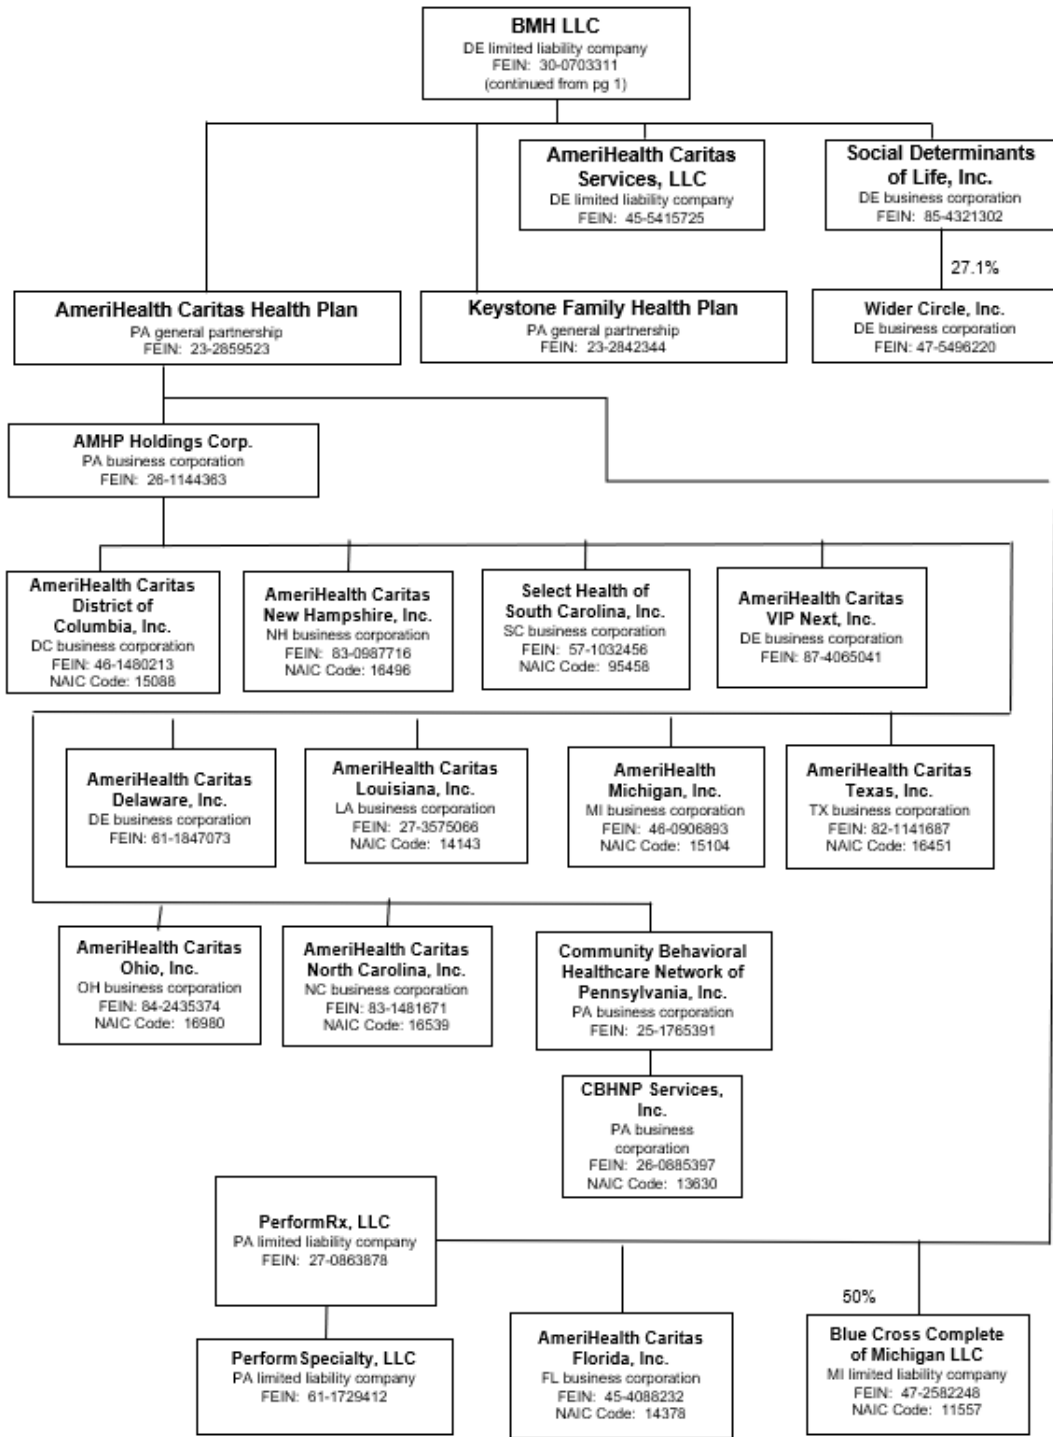 BMH LLC
DE limited liability company
FEIN: 30-0703311
(continued from pg 1)
AmeriHealth Caritas
Services, LLC
DE limited liability company
FEIN: 45-5415725
Social Determinants
of Life, Inc.
DE business corporation
FEIN: 85-4321302
27.1%
AmeriHealth Caritas Health Plan
PA general partnership
FEIN: 23-2859523
Keystone Family Health Plan
PA general partnership
FEIN: 23-2842344
Wider Circle, Inc.
DE business corporation
FEIN: 47-5496220
AMHP Holdings Corp.
PA business corporation
FEIN: 26-1144363
AmeriHealth Caritas
District of
Columbia, Inc.
DC business corporation
FEIN: 46-1480213
NAIC Code: 15088
AmeriHealth Caritas
New Hampshire, Inc.
NH business corporation
FEIN: 83-0987716
NAIC Code: 16496
Select Health of
South Carolina, Inc.
SC business corporation
FEIN: 57-1032456
NAIC Code: 95458
AmeriHealth Caritas
VIP Next, Inc.
DE business corporation
FEIN: 87-4065041
AmeriHealth Caritas
Delaware, Inc.
DE business corporation
FEIN: 61-1847073
AmeriHealth Caritas
Louisiana, Inc.
LA business corporation
FEIN: 27-3575066
NAIC Code: 14143
AmeriHealth
Michigan, Inc.
MI business corporation
FEIN: 46-0906893
NAIC Code: 15104
AmeriHealth Caritas
Texas, Inc.
TX business corporation
FEIN: 82-1141687
NAIC Code: 16451
AmeriHealth Caritas
Ohio, Inc.
OH business corporation
FEIN: 84-2435374
NAIC Code: 16980
AmeriHealth Caritas
North Carolina, Inc.
NC business corporation
FEIN: 83-1481671
NAIC Code: 16539
Community Behavioral
Healthcare Network of
Pennsylvania, Inc.
PA business corporation
FEIN: 25-1765391
CBHNP Services,
Inc.
PA business
corporation
FEIN: 26-0885397
NAIC Code: 13630
PerformRx, LLC
PA limited liability company
FEIN: 27-0863878
50%
PerformSpecialty, LLC
PA limited liability company
FEIN: 61-1729412
AmeriHealth Caritas
Florida, Inc.
FL business corporation
FEIN: 45-4088232
NAIC Code: 14378
Blue Cross Complete
of Michigan LLC
MI limited liability company
FEIN: 47-2582248
NAIC Code: 11557